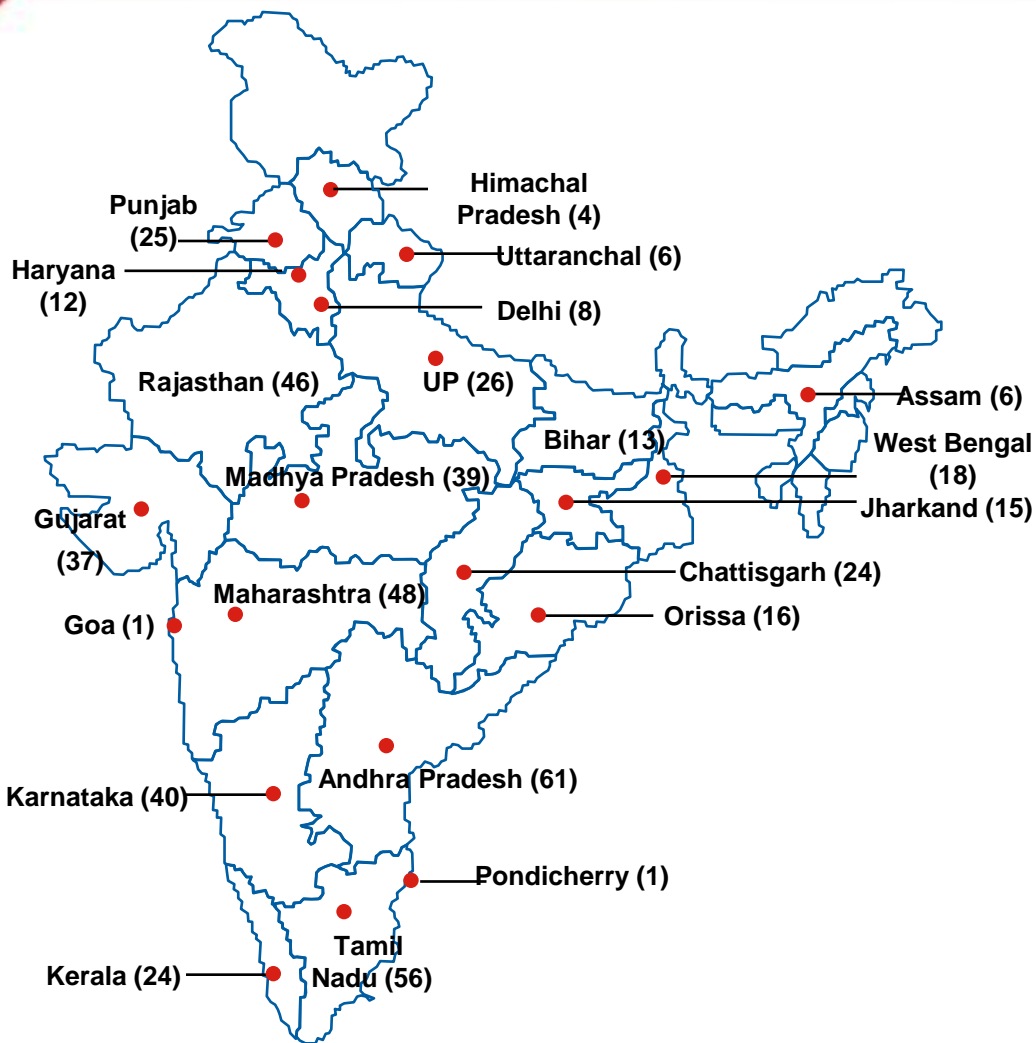 Himachal
Pradesh (4)
Punjab
(25)
Uttaranchal (6)
Haryana
(12)
Delhi (8)
Rajasthan (46)
UP (26)
Assam (6)
Bihar (13)
West Bengal
(18)
Madhya Pradesh (39)
Jharkand (15)
Gujarat
(37)
Chattisgarh (24)
Maharashtra (48)
Orissa (16)
Goa (1)
Andhra Pradesh (61)
Karnataka (40)
Pondicherry (1)
Tamil
Nadu (56)
Kerala (24)